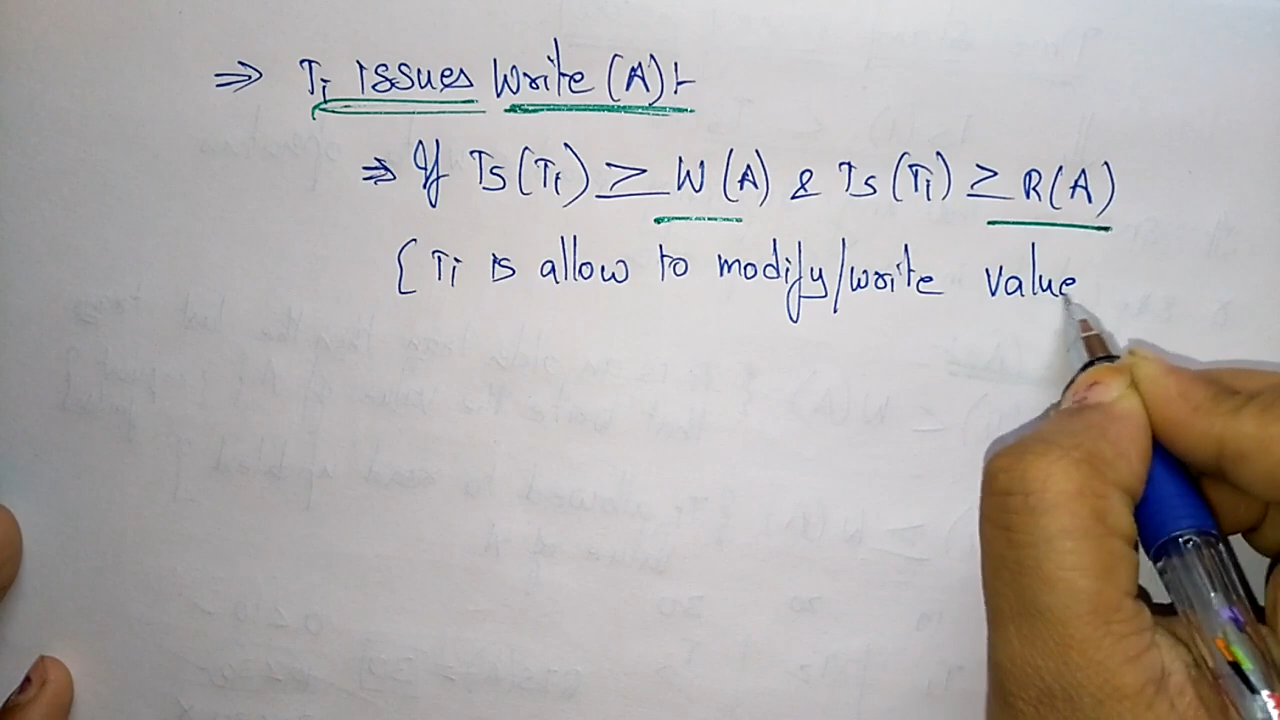 ⇒ Ti issues Write (A):-
⇒ If Ts(Ti) ≥ W(A) & Ts(Ti) ≥ R(A)
{ Ti is allow to modify/write value